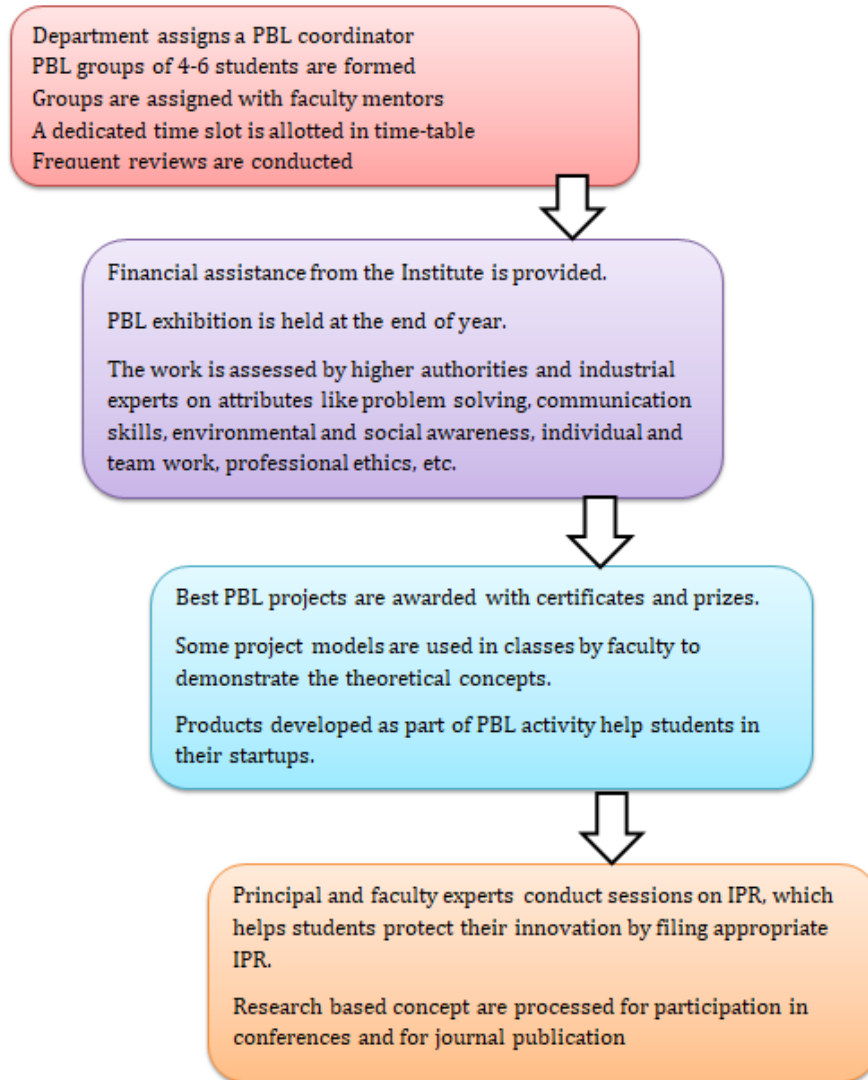 Department assigns a PBL coordinator
PBL groups of 4-6 students are formed
Groups are assigned with faculty mentors
A dedicated time slot is allotted in time-table
Frequent reviews are conducted
Financial assistance from the Institute is provided.
PBL exhibition is held at the end of year.
The work is assessed by higher authorities and industrial
experts on attributes like problem solving, communication
skills, environmental and social awareness, individual and
team work, professional ethics, etc.
Best PBL projects are awarded with certificates and prizes.
Some project models are used in classes by faculty to
demonstrate the theoretical concepts.
Products developed as part of PBL activity help students in
their startups.
Principal and faculty experts conduct sessions on IPR, which
helps students protect their innovation by filing appropriate
IPR.
Research based concept are processed for participation in
conferences and for journal publication